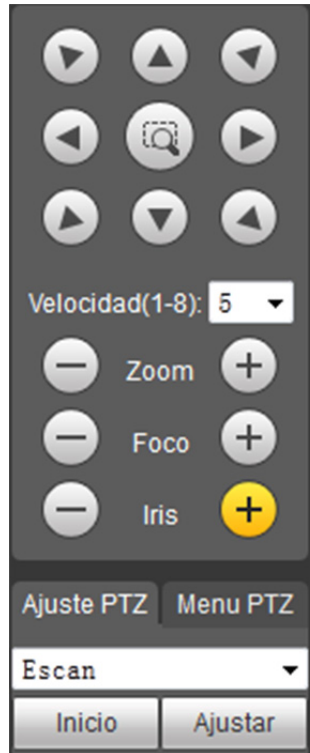 Velocidad(1-8): 5
Zoom
Foco
Iris
Ajuste PTZ Menu PTZ
Escan
Inicio Ajustar